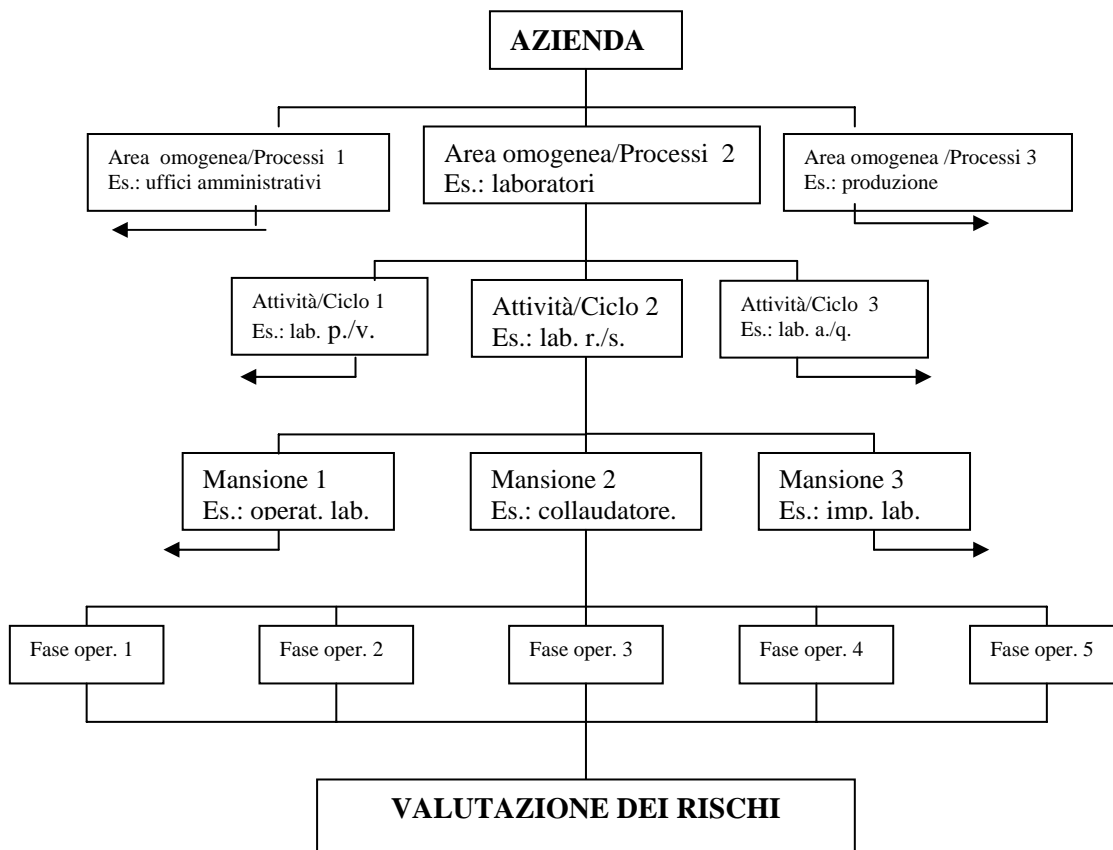 AZIENDA
Area omogenea/Processi 1
Es.: uffici amministrativi
Area omogenea/Processi 2
Es.: laboratori
Area omogenea /Processi 3
Es.: produzione
Attività/Ciclo 1
Es.: lab. p./v.
Attività/Ciclo 2
Es.: lab. r./s.
Attività/Ciclo 3
Es.: lab. a./q.
Mansione 1
Es.: operat. lab.
Mansione 2
Es.: collaudatore.
Mansione 3
Es.: imp. lab.
Fase oper. 1
Fase oper. 2
Fase oper. 3
Fase oper. 4
Fase oper. 5
VALUTAZIONE DEI RISCHI